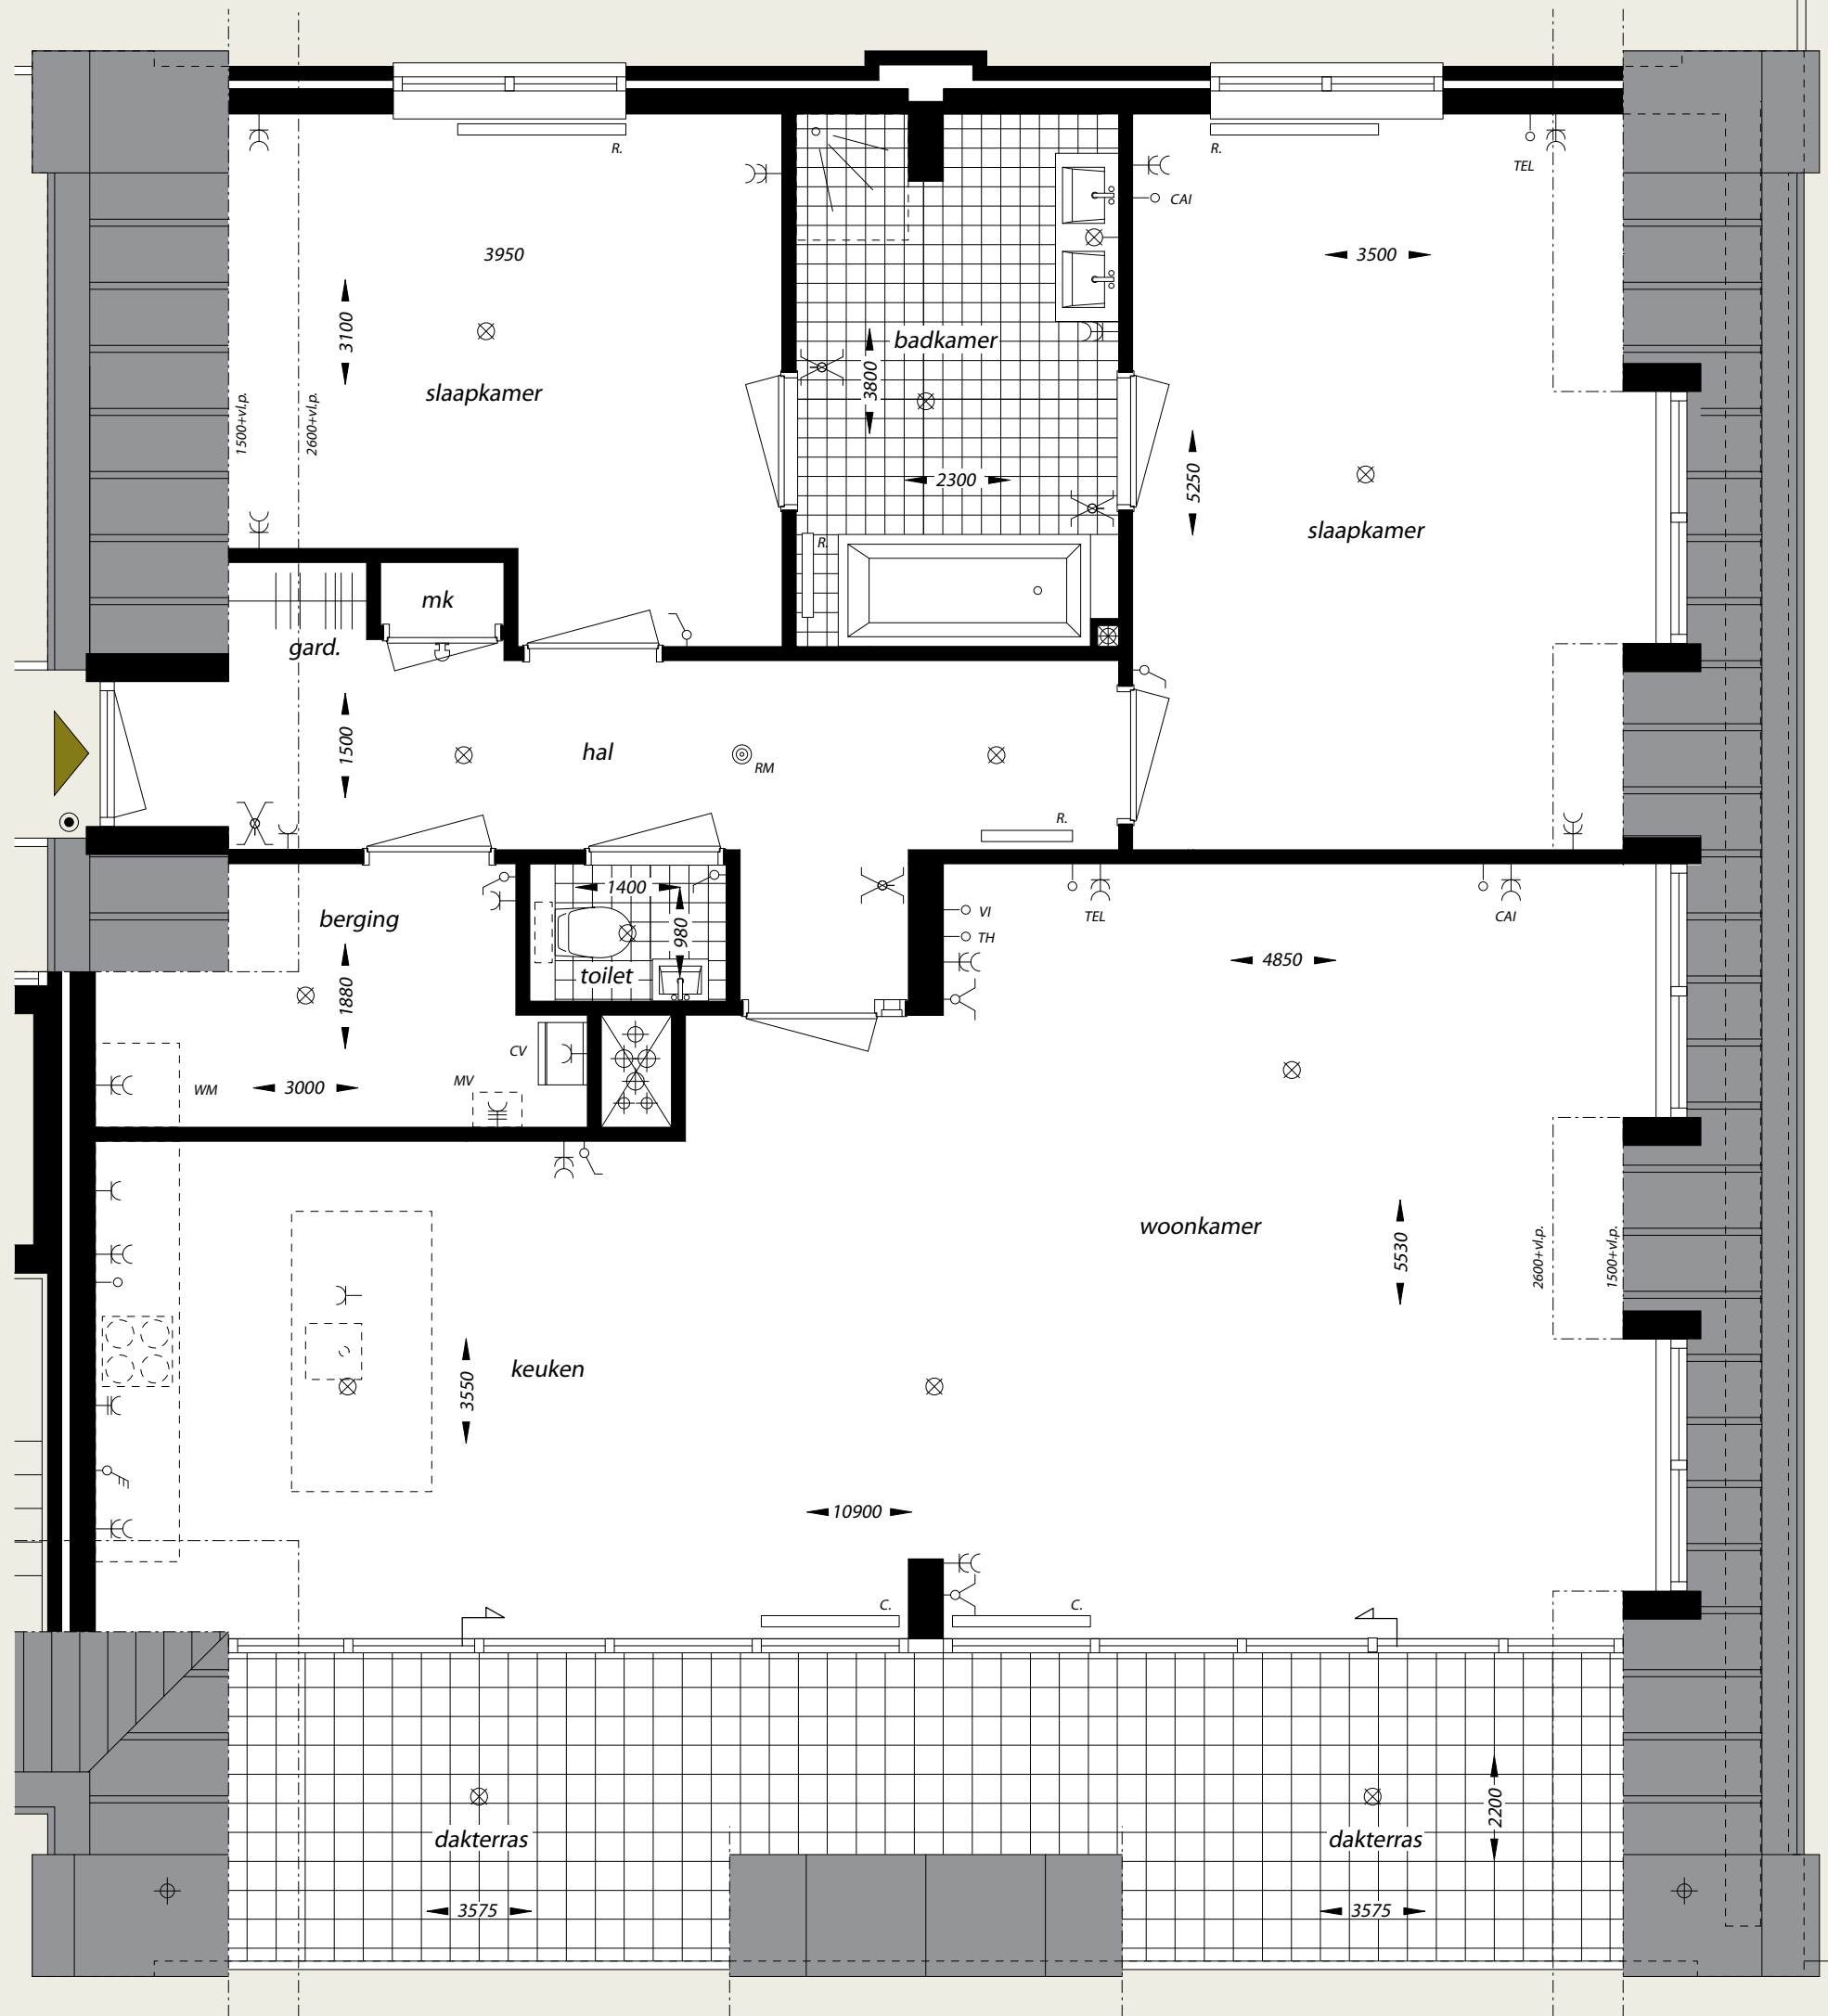 R.
R.
TEL
CAI
3950
3500
3100
badkamer
3800
slaapkamer
1500+vl.p.
2600+vl.p.
2300
5250
slaapkamer
R.
mk
gard.
1500
hal
RM
R.
1400
berging
980
VI
TEL
CAI
TH
toilet
4850
1880
CV
WM
3000
MV
woonkamer
5530
2600+vl.p.
1500+vl.p.
keuken
3550
10900
C.
C.
2200
dakterras
dakterras
3575
3575